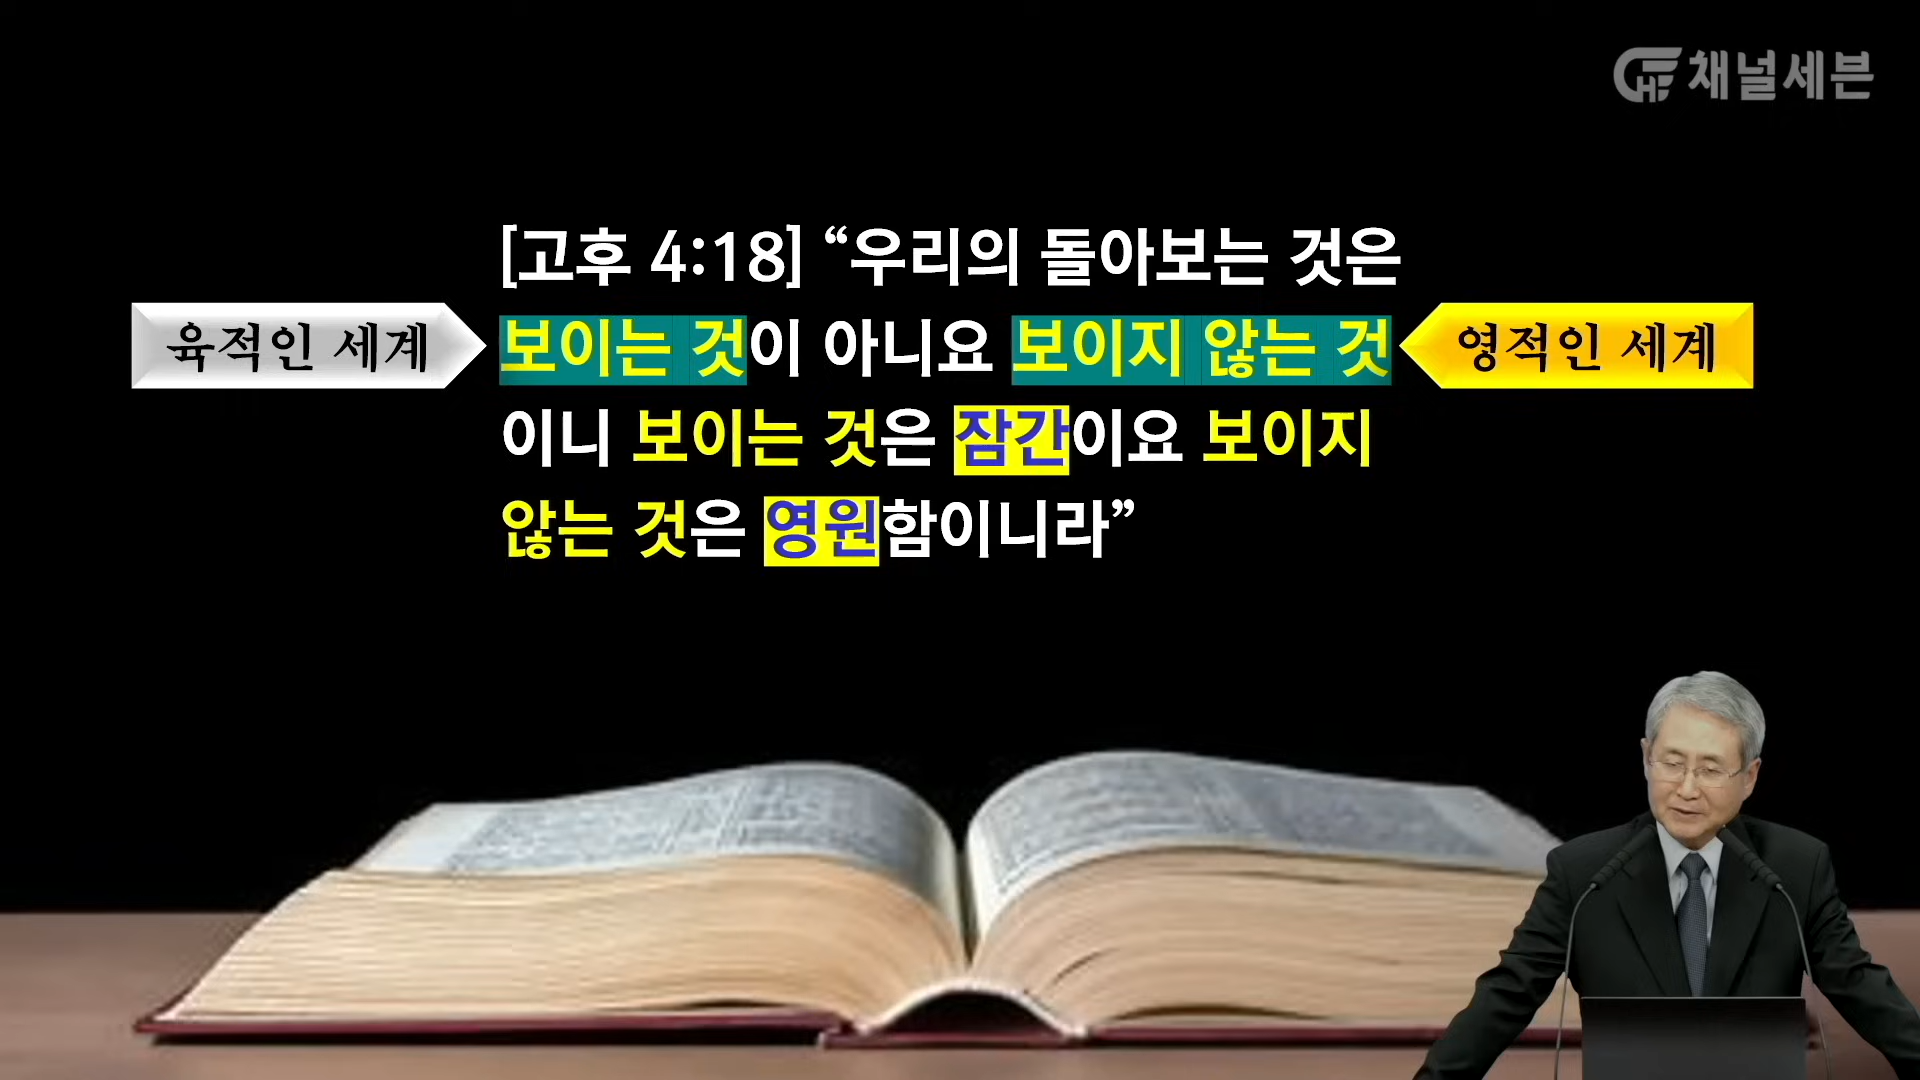 채널세븐
[고후 4:18] “우리의 돌아보는 것은
육적인 세계
보이는 것이 아니요 보이지 않는 것
영적인 세계
이니 보이는 것은 잠간이요 보이지
않는 것은 영원함이니라”